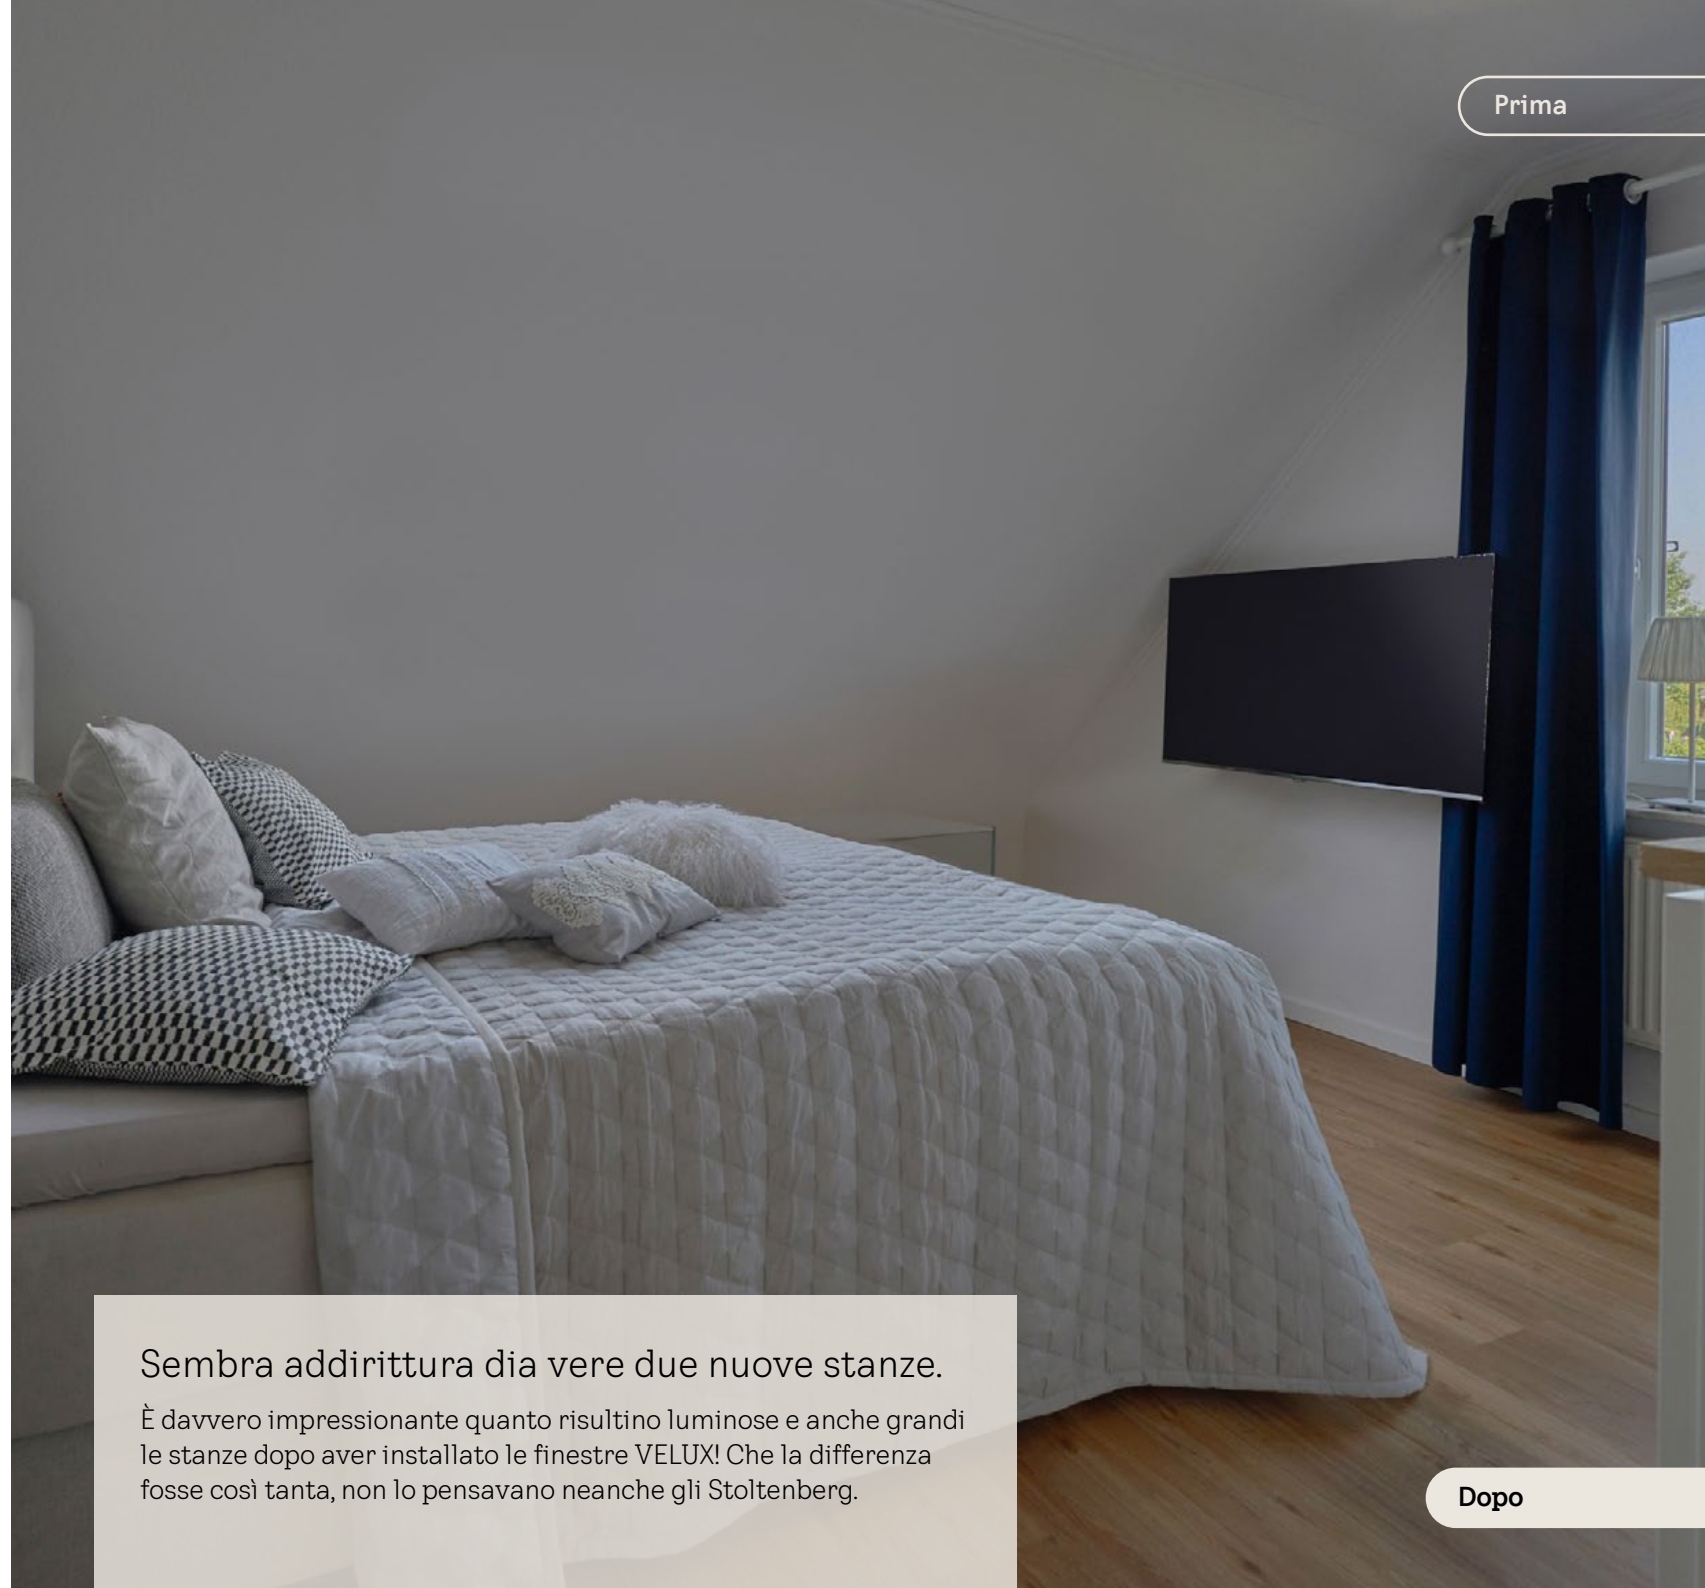 Prima
Sembra addirittura dia vere due nuove stanze.
È davvero impressionante quanto risultino luminose e anche grandi
le stanze dopo aver installato le finestre VELUX! Che la differenza
fosse così tanta, non lo pensavano neanche gli Stoltenberg.
Dopo